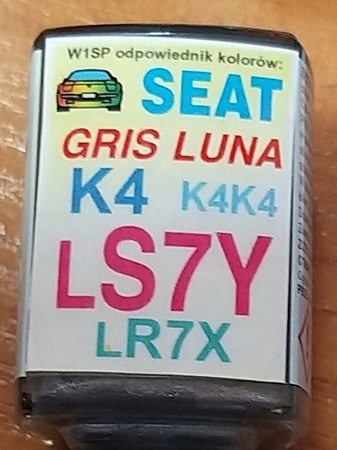 W1SP odpowiednik kolorów:
SEAT
GRIS LUNA
K4 K4K4
LS7Y
LR7X